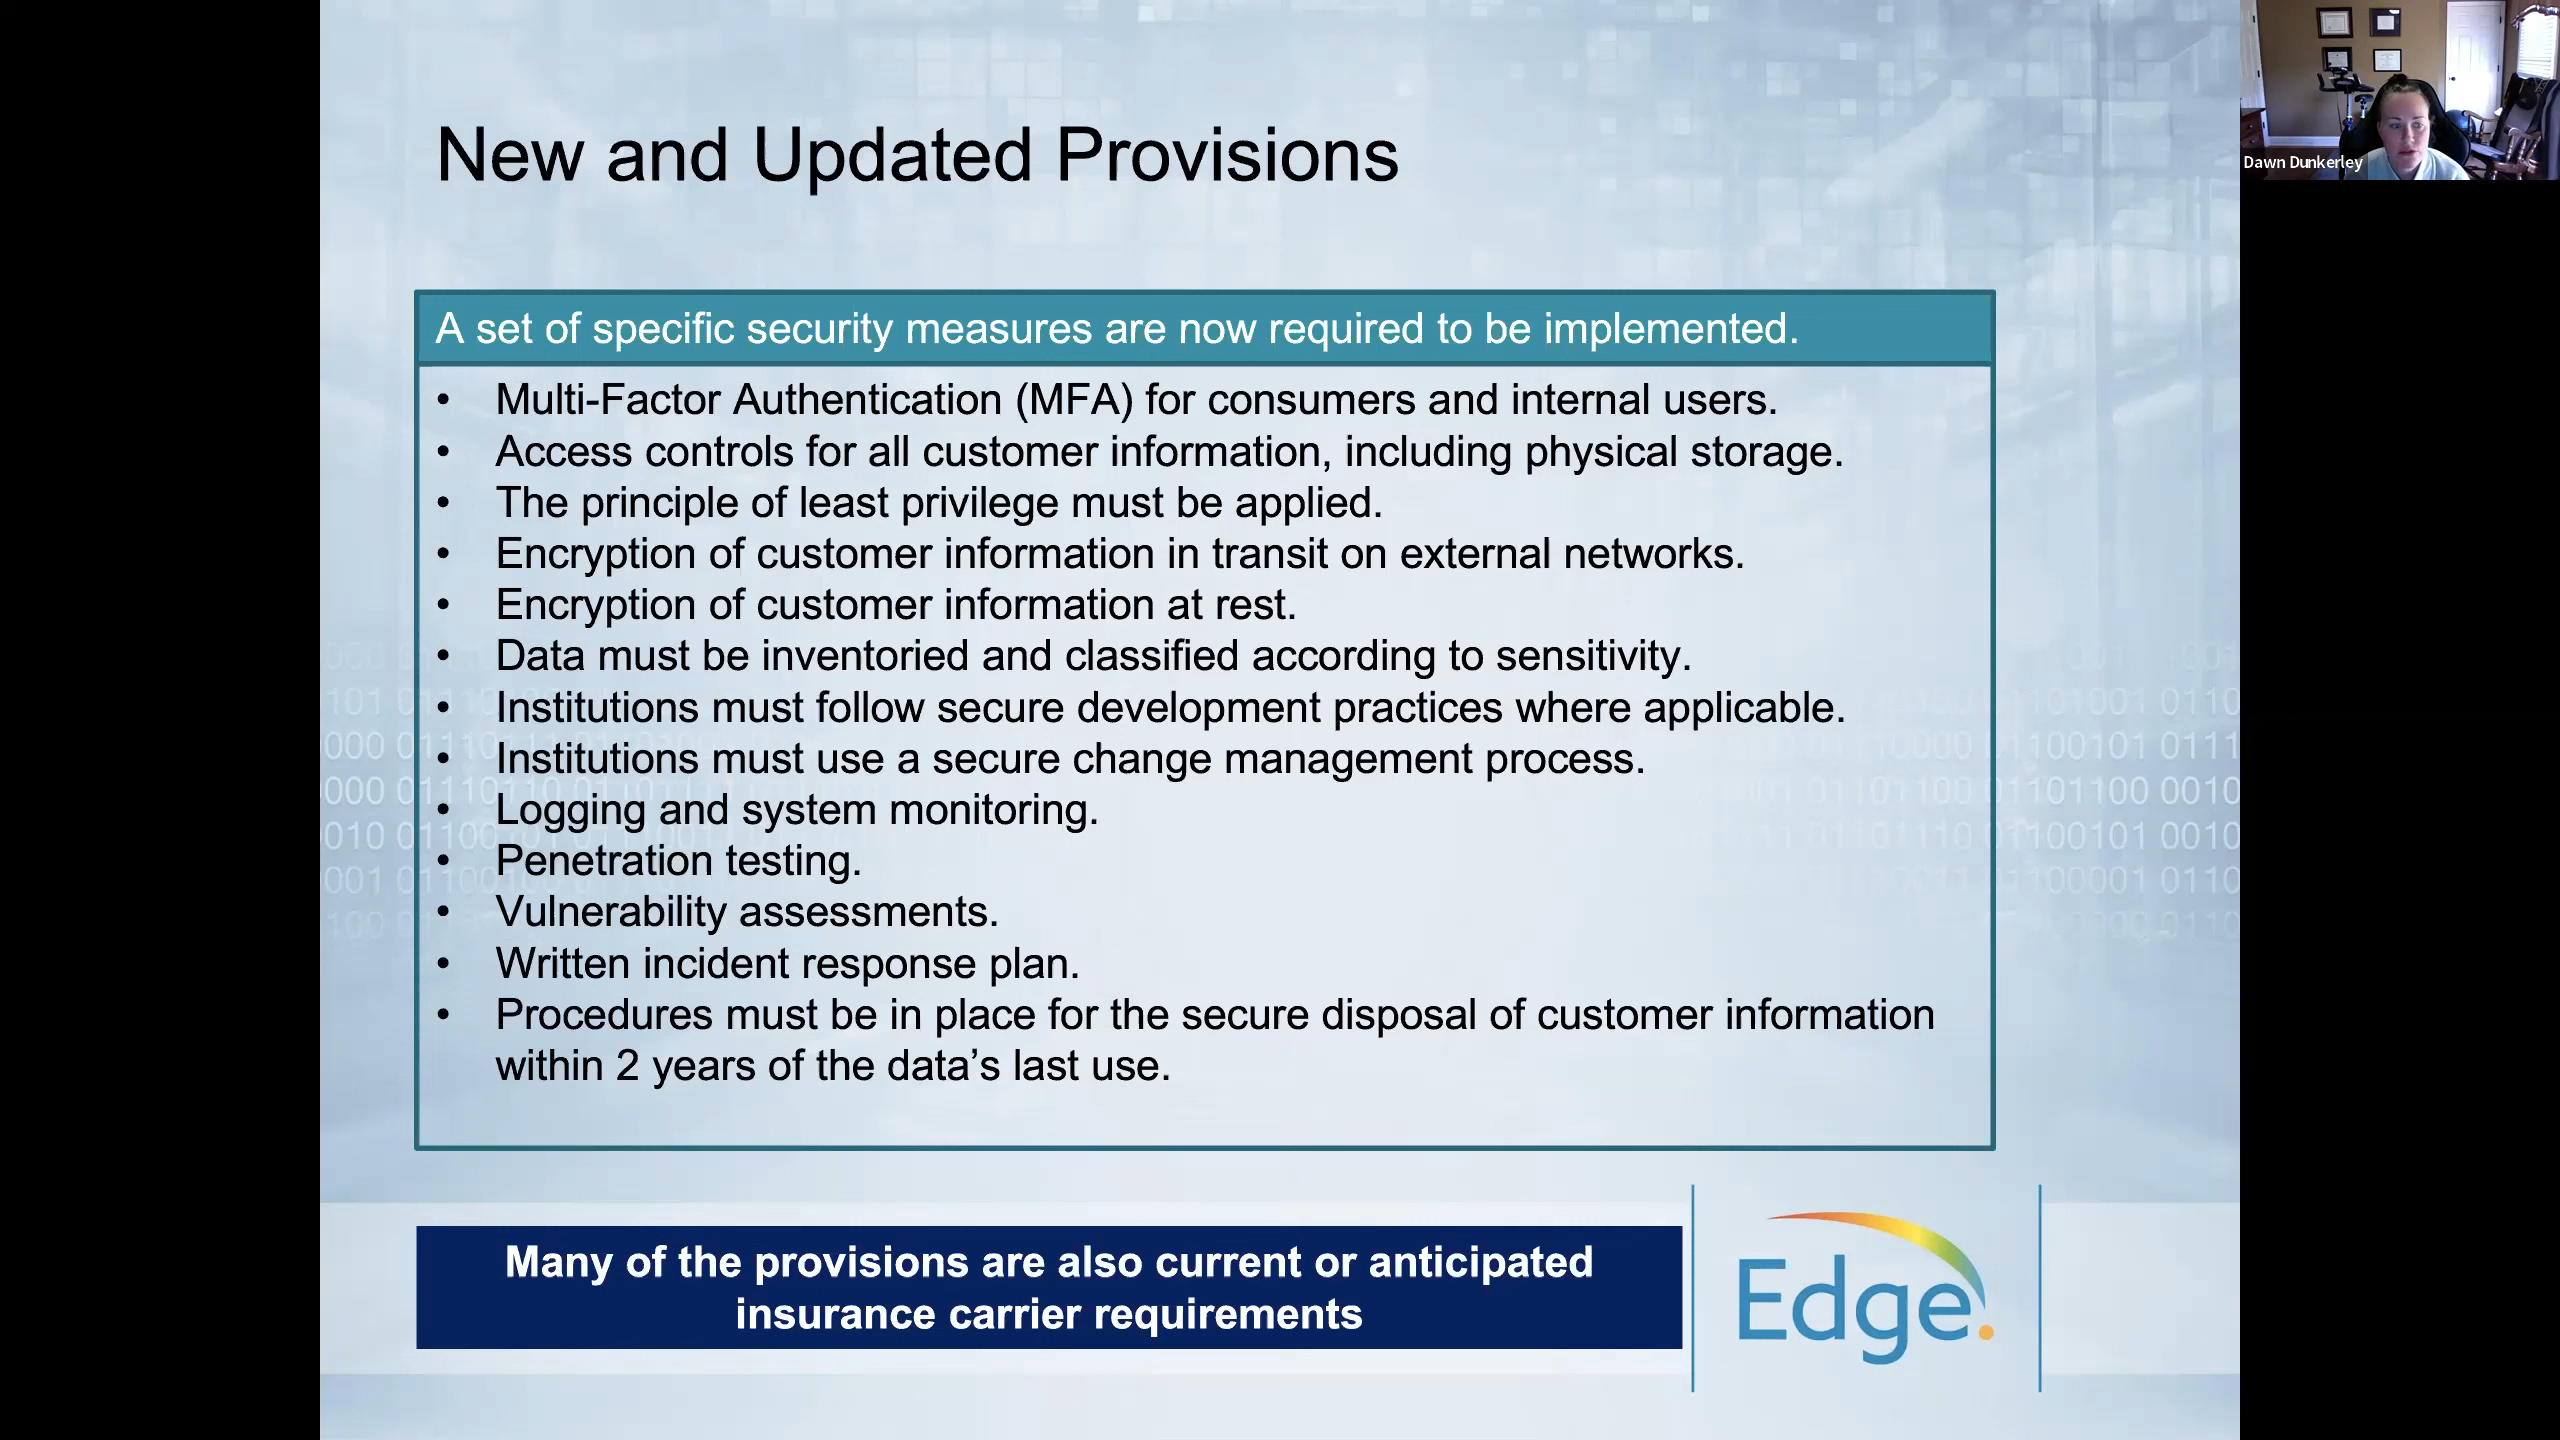 New and Updated Provisions
Dawn Dunkerley
A set of specific security measures are now required to be implemented.
• Multi-Factor Authentication (MFA) for consumers and internal users.
• Access controls for all customer information, including physical storage.
• The principle of least privilege must be applied.
• Encryption of customer information in transit on external networks.
• Encryption of customer information at rest.
• Data must be inventoried and classified according to sensitivity.
• Institutions must follow secure development practices where applicable.
• Institutions must use a secure change management process.
• Logging and system monitoring.
• Penetration testing.
• Vulnerability assessments.
• Written incident response plan.
• Procedures must be in place for the secure disposal of customer information
within 2 years of the data’s last use.
Many of the provisions are also current or anticipated
insurance carrier requirements
Edge.